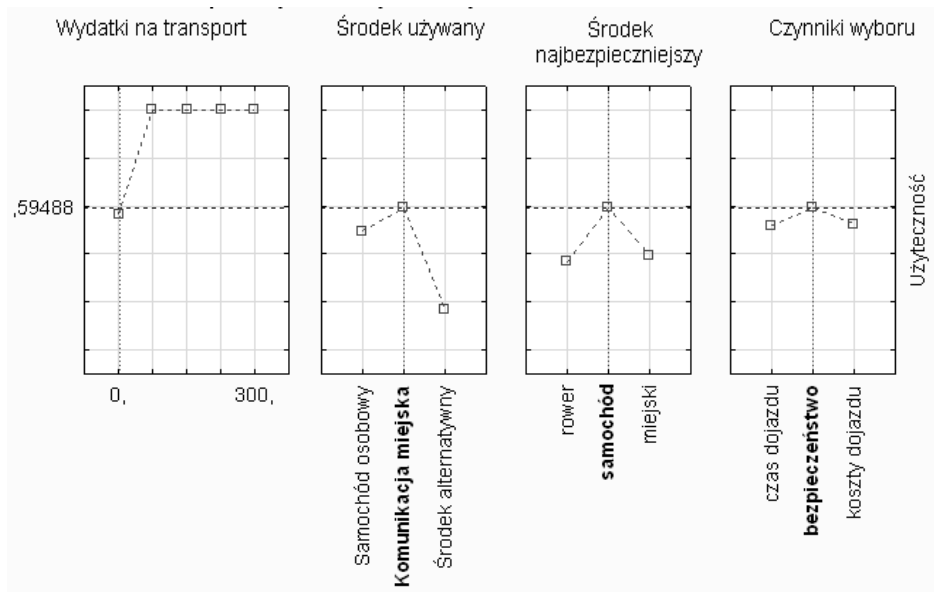 Wydatki na transport
Środek używany
Środek
najbezpieczniejszy
Czynniki wyboru
,59488
Użyteczność
0,
300,
Samochód osobowy
Komunikacja miejska
Środek alternatywny
rower
samochód
miejski
czas dojazdu
bezpieczeństwo
koszty dojazdu